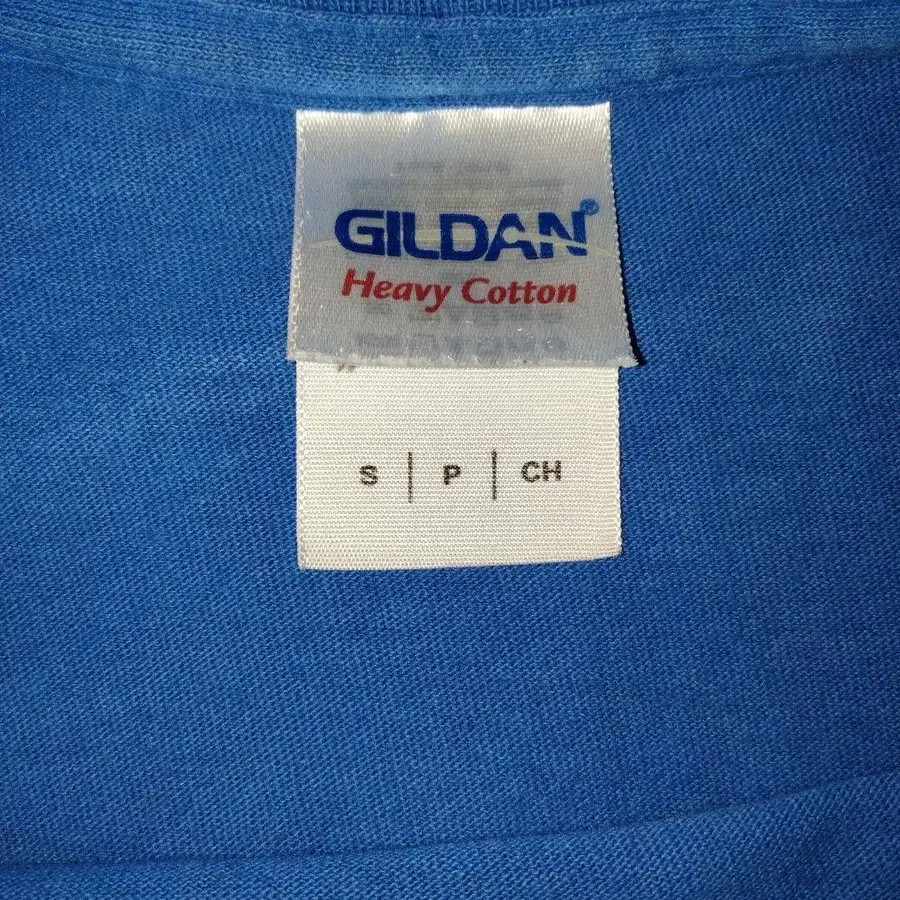 GILDAN®
Heavy Cotton
S | P | CH